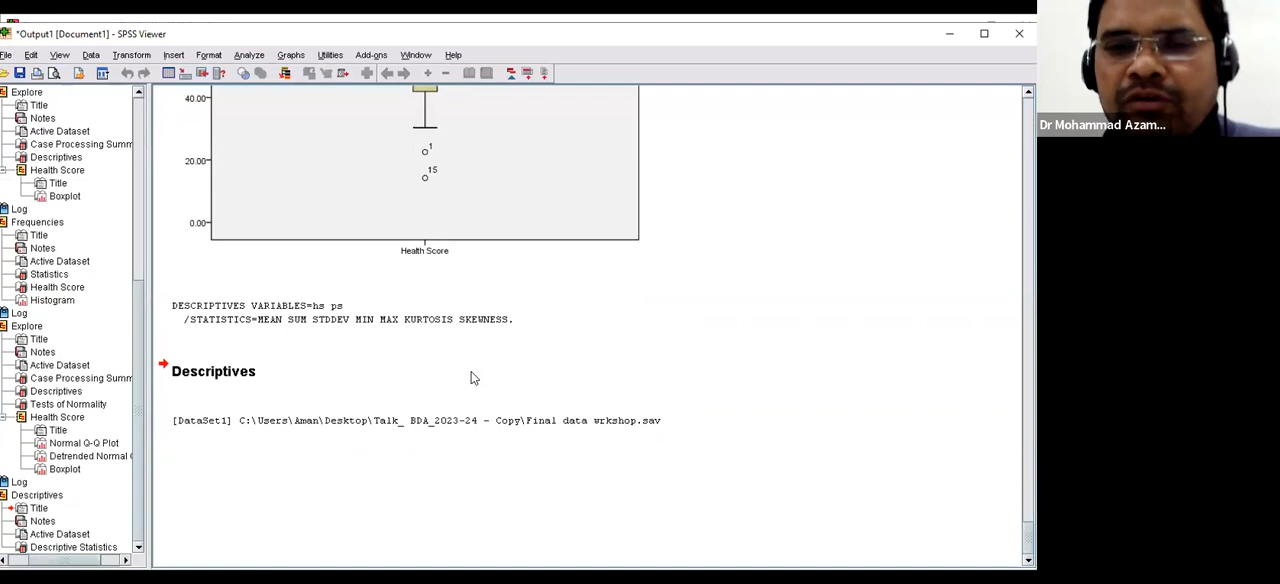 *Output1 [Document1] - SPSS Viewer
File Edit View Data Transform Insert Format Analyze Graphs Utilities Add-ons Window Help
Explore
Title
Notes
Active Dataset
Case Processing Summ
Descriptives
Health Score
Title
Boxplot
Log
Frequencies
Title
Notes
Active Dataset
Statistics
Health Score
Histogram
Log
Explore
Title
Notes
Active Dataset
Case Processing Summ
Descriptives
Tests of Normality
Health Score
Title
Normal Q-Q Plot
Detrended Normal
Boxplot
Log
Descriptives
Title
Notes
Active Dataset
Descriptive Statistics
40.00
1
20.00
15
0.00
Health Score
DESCRIPTIVES VARIABLES=hs ps
/STATISTICS=MEAN SUM STDDEV MIN MAX KURTOSIS SKEWNESS.
Descriptives
[DataSet1] C:\Users\Aman\Desktop\Talk_ BDA_2023-24 - Copy\Final data wrkshop.sav
Dr Mohammad Azam...